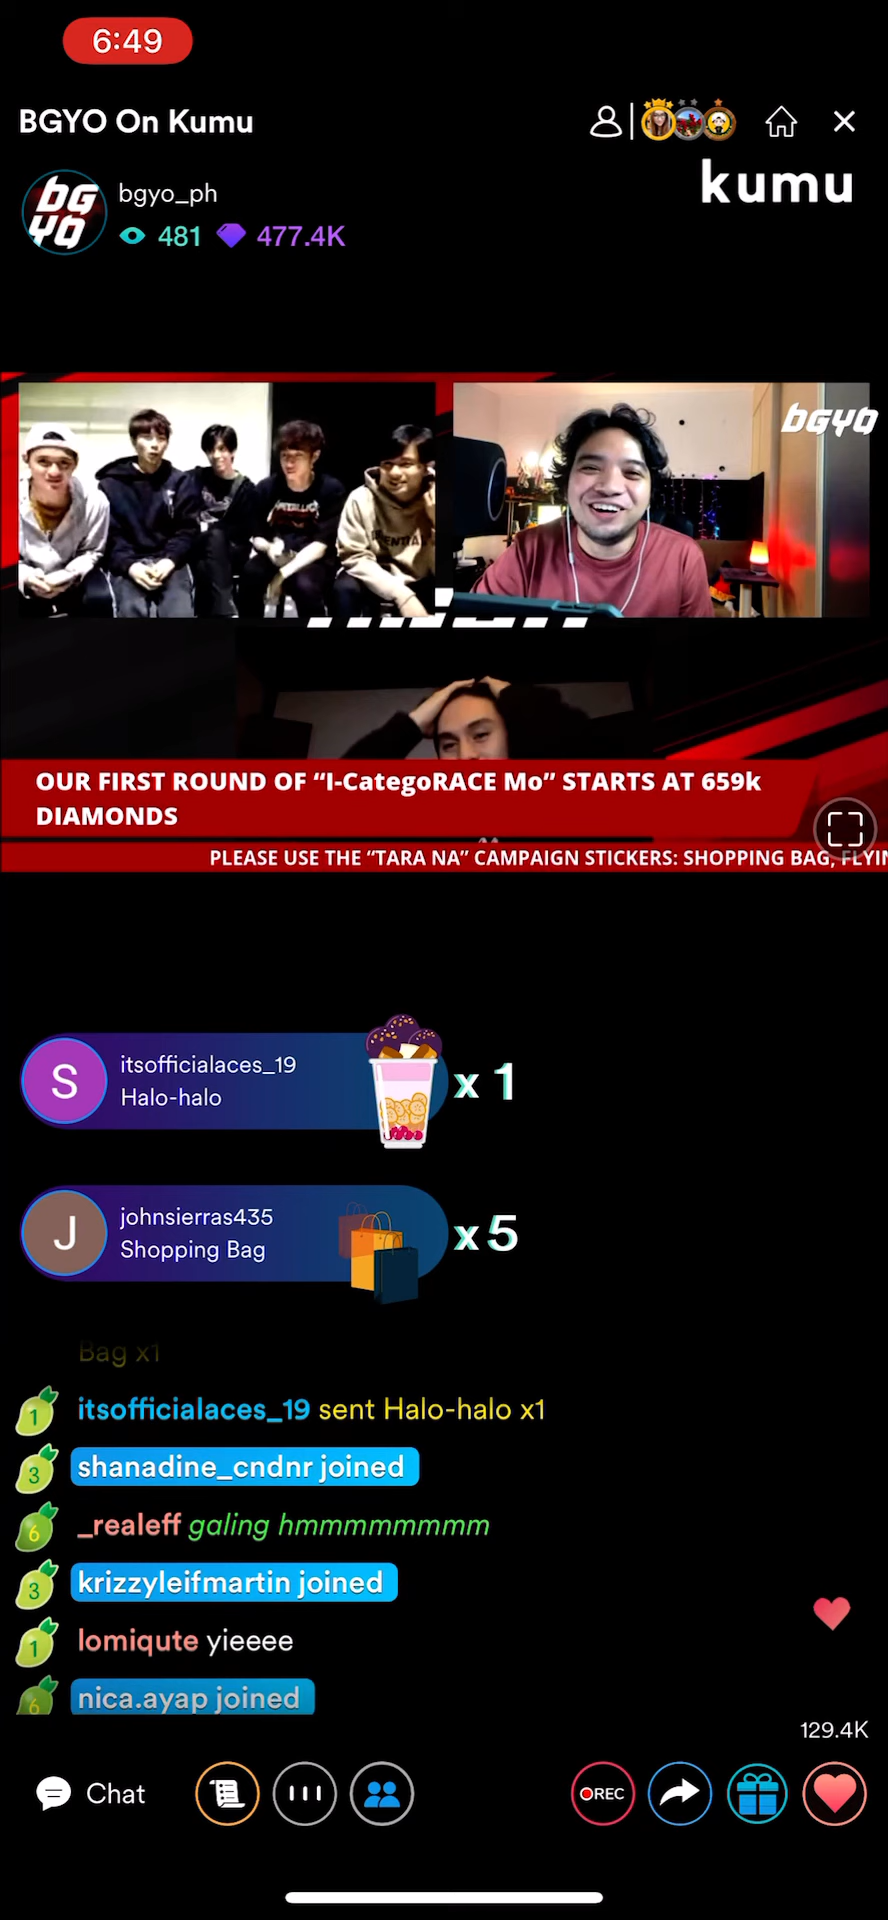 6:49
BGYO On Kumu
kumu
BG
YO
bgyo_ph
481 477.4K
BGYO
OUR FIRST ROUND OF “I-CategoRACE Mo” STARTS AT 659k
DIAMONDS
PLEASE USE THE “TARA NA” CAMPAIGN STICKERS: SHOPPING BAG,
S
itsofficialaces_19
Halo-halo
x 1
J
johnsierras435
Shopping Bag
x 5
Bag x1
1 itsofficialaces_19 sent Halo-halo x1
3 shanadine_cndnr joined
6 _realeff galing hmmmmmmmm
3 krizzyleifmartin joined
1 lomiqute yieeee
6 nica.ayap joined
129.4K
Chat
REC